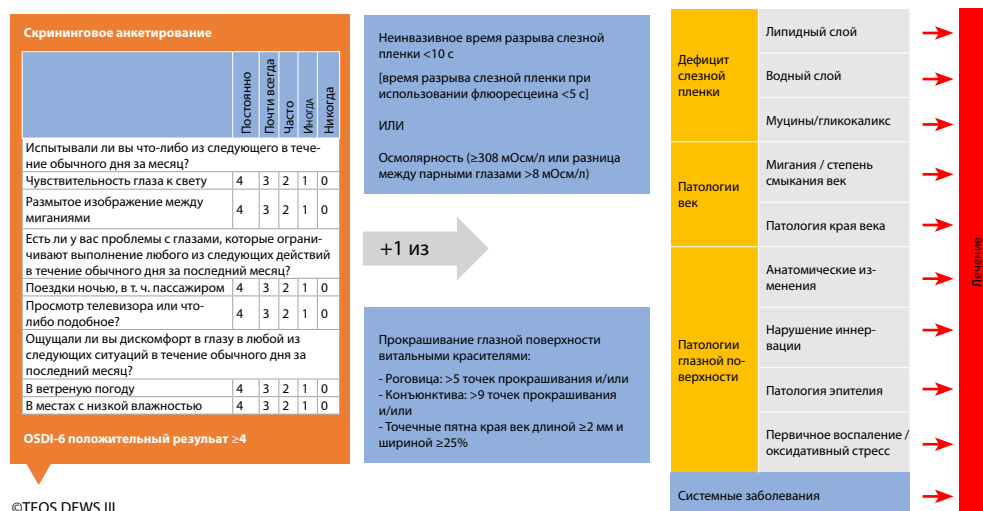 Скрининговое анкетирование
Постоянно
Почти всегда
Часто
Иногда
Никогда
Испытывали ли вы что-либо из следующего в тече-
ние обычного дня за месяц?
Чувствительность глаза к свету 4 3 2 1 0
Размытое изображение между
миганиями 4 3 2 1 0
Есть ли у вас проблемы с глазами, которые ограни-
чивают выполнение любого из следующих действий
в течение обычного дня за последний месяц?
Поездки ночью, в т. ч. пассажиром 4 3 2 1 0
Просмотр телевизора или что-
либо подобное? 4 3 2 1 0
Ощущали ли вы дискомфорт в глазу в любой из
следующих ситуаций в течение обычного дня за
последний месяц?
В ветреную погоду 4 3 2 1 0
В местах с низкой влажностью 4 3 2 1 0
OSDI-6 положительный результат ≥4
©TFOS DEWS III
Неинвазивное время разрыва слезной
пленки <10 с
[время разрыва слезной пленки при
использовании флюоресцеина <5 с]
ИЛИ
Осмолярность (≥308 мОсм/л или разница
между парными глазами >8 мОсм/л)
+1 из
Прокрашивание глазной поверхности
витальными красителями:
- Роговица: >5 точек прокрашивания и/или
- Конъюнктива: >9 точек прокрашивания
и/или
- Точечные пятна края век длиной ≥2 мм и
шириной ≥25%
Дефицит
слезной
пленки
Липидный слой
Водный слой
Муцины/гликокаликс
Патологии
век
Мигания / степень
смыкания век
Патология края века
Патологии
глазной по-
верхности
Анатомические из-
менения
Нарушение иннер-
вации
Патология эпителия
Первичное воспаление /
оксидативный стресс
Системные заболевания
Лечение